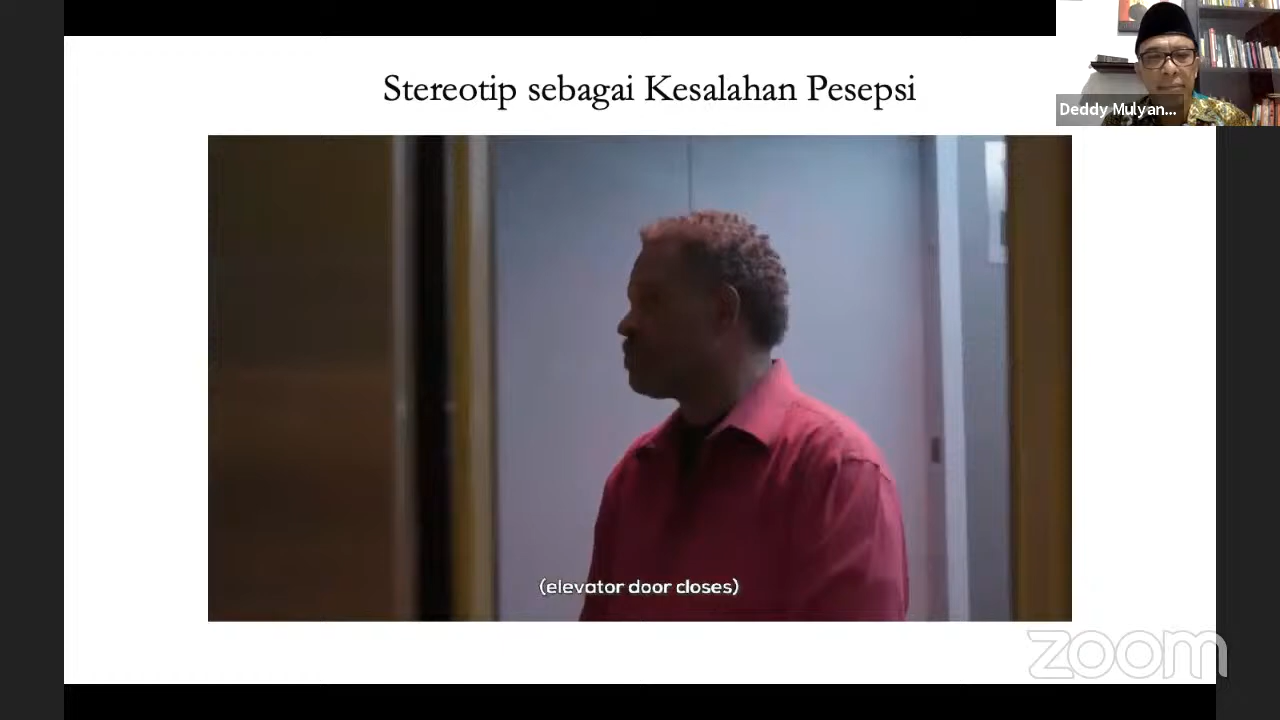 Stereotip sebagai Kesalahan Pesepsi
Deddy Mulyan...
(elevator door closes)
zoom